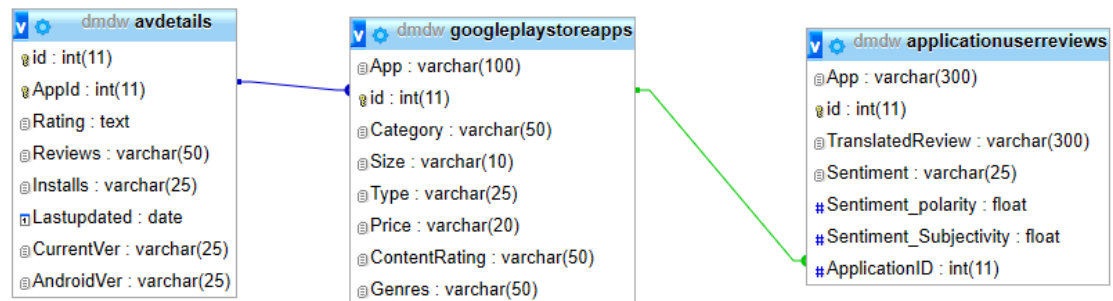 dmdw avdetails
id : int(11)
AppId : int(11)
Rating : text
Reviews : varchar(50)
Installs : varchar(25)
Lastupdated : date
CurrentVer : varchar(25)
AndroidVer : varchar(25)
dmdw googleplaystoreapps
App : varchar(100)
id : int(11)
Category : varchar(50)
Size : varchar(10)
Type : varchar(25)
Price : varchar(20)
ContentRating : varchar(50)
Genres : varchar(50)
dmdw applicationuserreviews
App : varchar(300)
id : int(11)
TranslatedReview : varchar(300)
Sentiment : varchar(25)
# Sentiment_polarity : float
# Sentiment_Subjectivity : float
# ApplicationID : int(11)